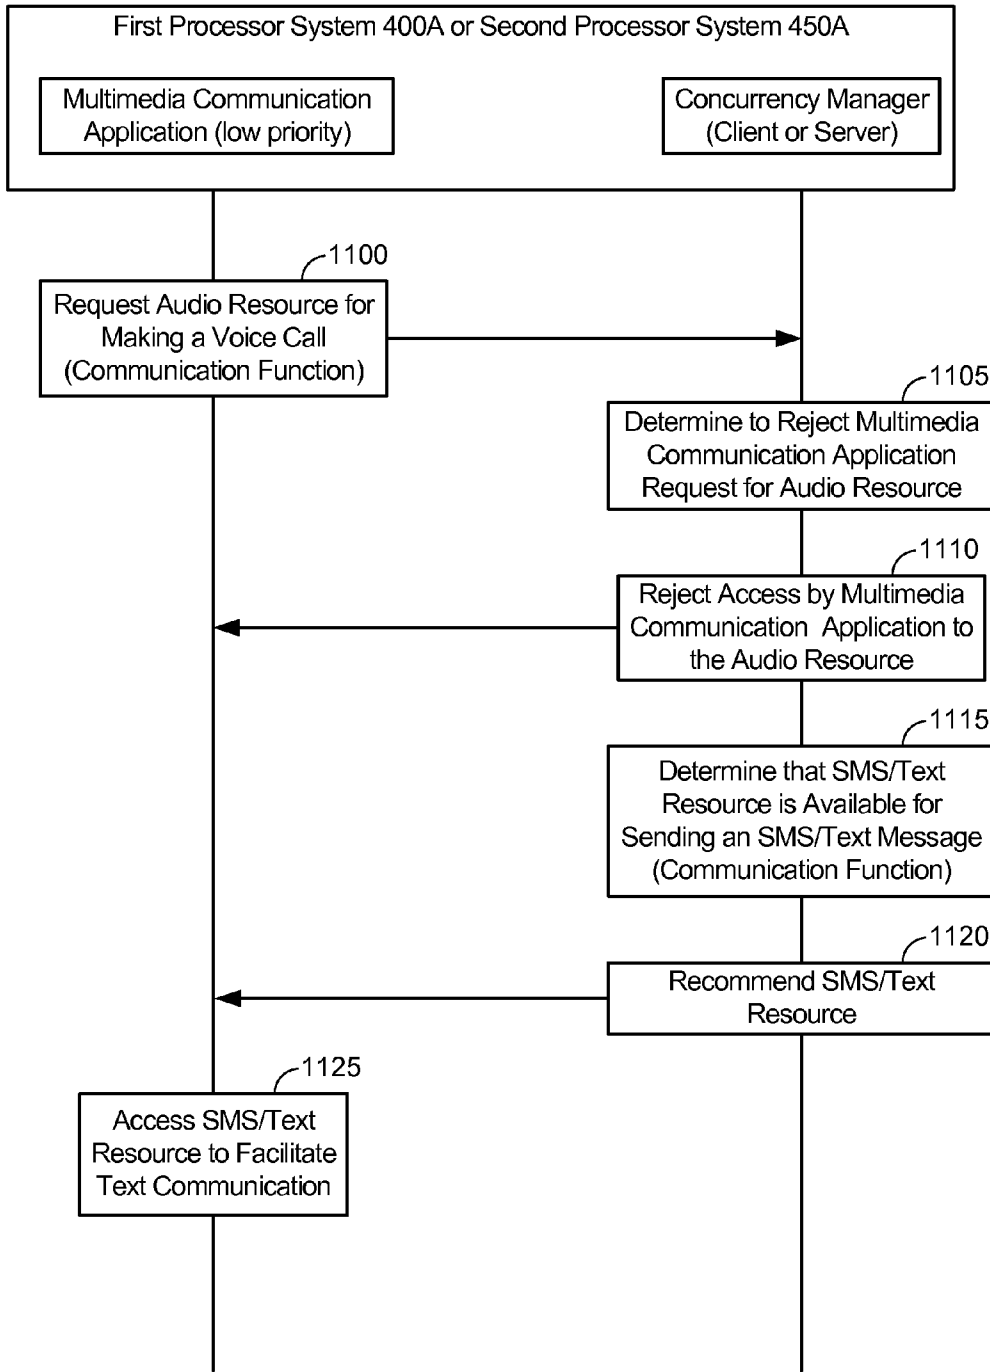 First Processor System 400A or Second Processor System 450A
Multimedia Communication
Application (low priority)
Concurrency Manager
(Client or Server)
1100
Request Audio Resource for
Making a Voice Call
(Communication Function)
1105
Determine to Reject Multimedia
Communication Application
Request for Audio Resource
1110
Reject Access by Multimedia
Communication Application to
the Audio Resource
1115
Determine that SMS/Text
Resource is Available for
Sending an SMS/Text Message
(Communication Function)
1120
Recommend SMS/Text
Resource
1125
Access SMS/Text
Resource to Facilitate
Text Communication